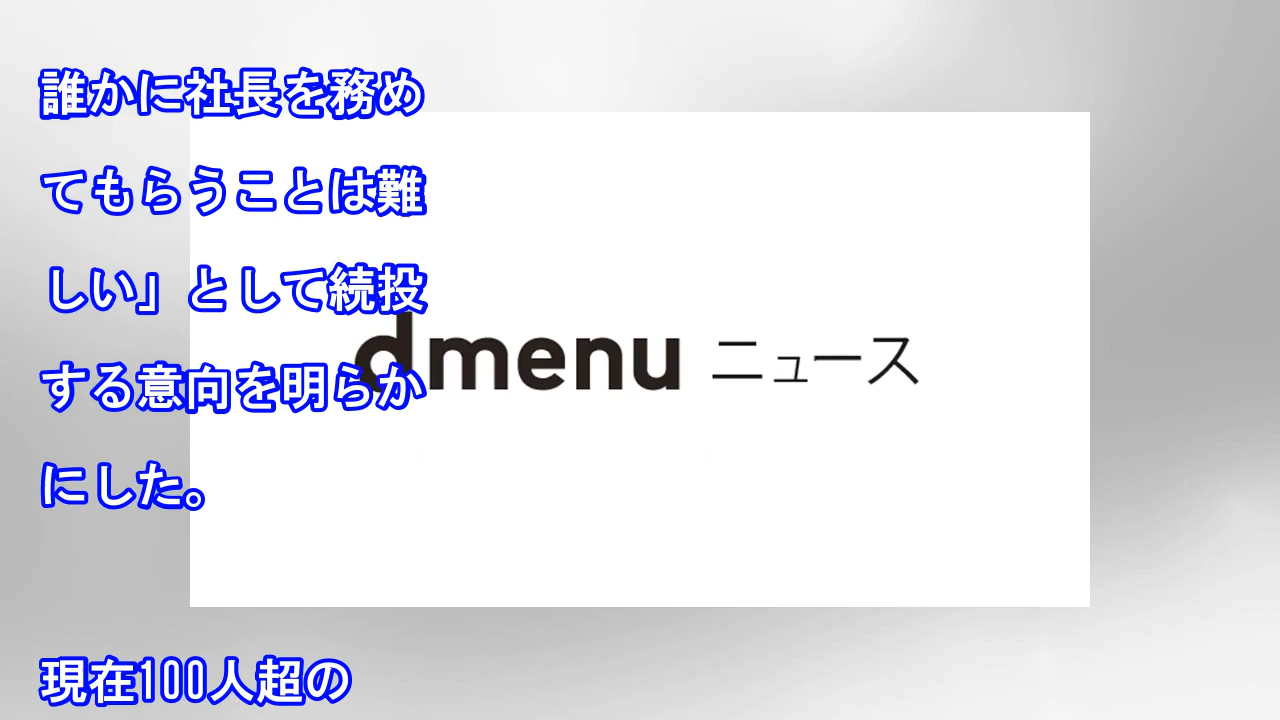 誰かに社長を務め
てもらうことは難
しい」として続投
する意向を明らか
にした。
dmenu ニュース
現在100人超の